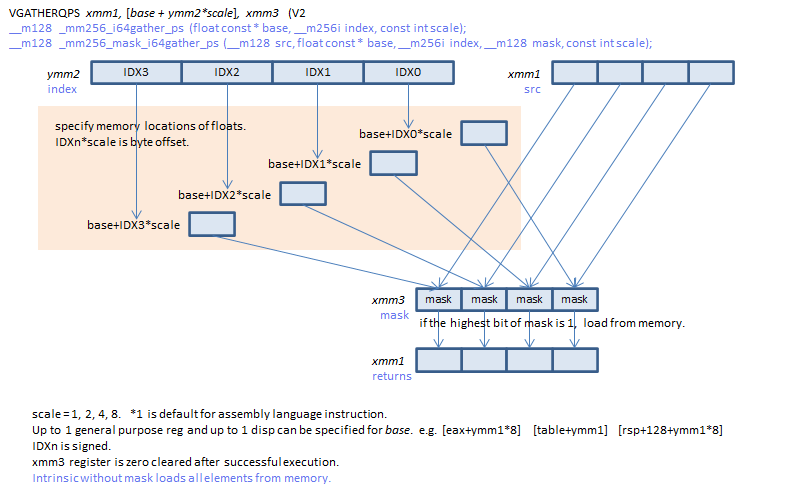 VGATHERQPS xmm1, [base + ymm2*scale], xmm3 (V2
__m128 _mm256_i64gather_ps (float const * base, __m256i index, const int scale);
__m128 _mm256_mask_i64gather_ps (__m128 src, float const * base, __m256i index, __m128 mask, const int scale);
ymm2 IDX3 IDX2 IDX1 IDX0 xmm1
index src
specify memory locations of floats.
IDXn*scale is byte offset.
base+IDX0*scale
base+IDX1*scale
base+IDX2*scale
base+IDX3*scale
xmm3 mask mask mask mask
mask
if the highest bit of mask is 1, load from memory.
xmm1
returns
scale = 1, 2, 4, 8. *1 is default for assembly language instruction.
Up to 1 general purpose reg and up to 1 disp can be specified for base. e.g. [eax+ymm1*8] [table+ymm1] [rsp+128+ymm1*8]
IDXn is signed.
xmm3 register is zero cleared after successful execution.
Intrinsic without mask loads all elements from memory.